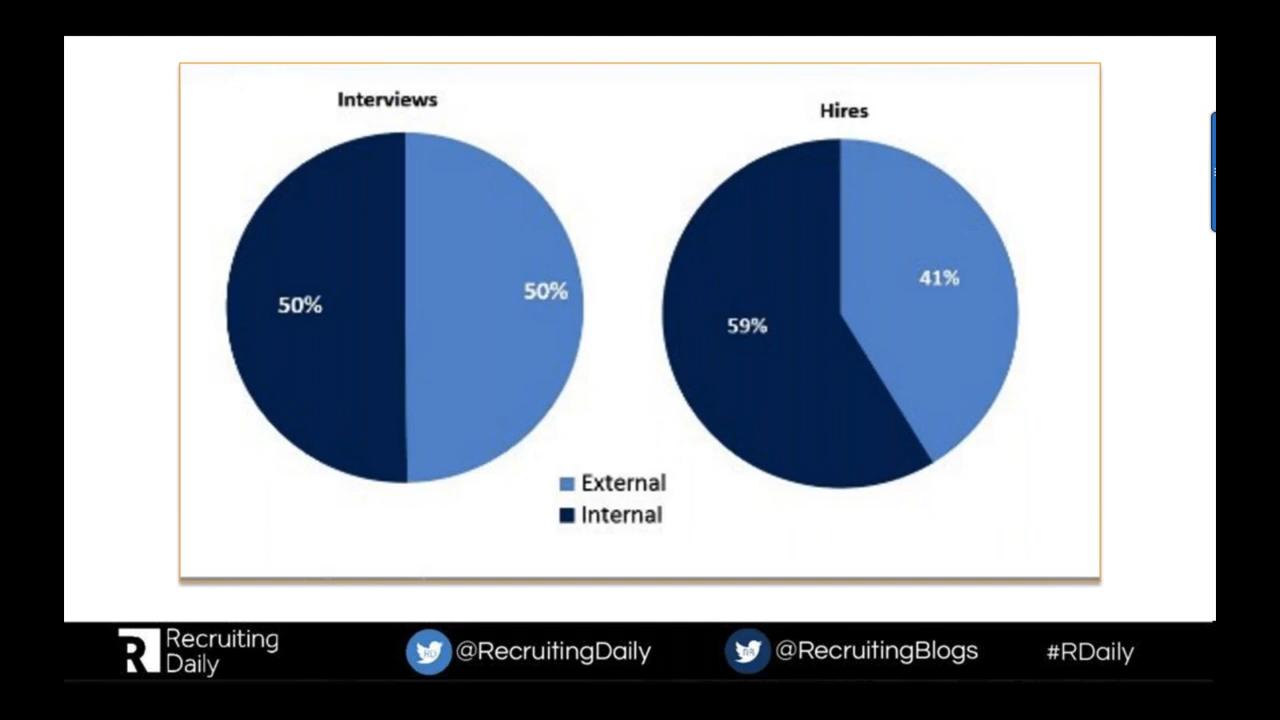 Interviews
Hires
50%
50%
59%
41%
External
Internal
R Recruiting
Daily
@RecruitingDaily
@RecruitingBlogs
#RDaily